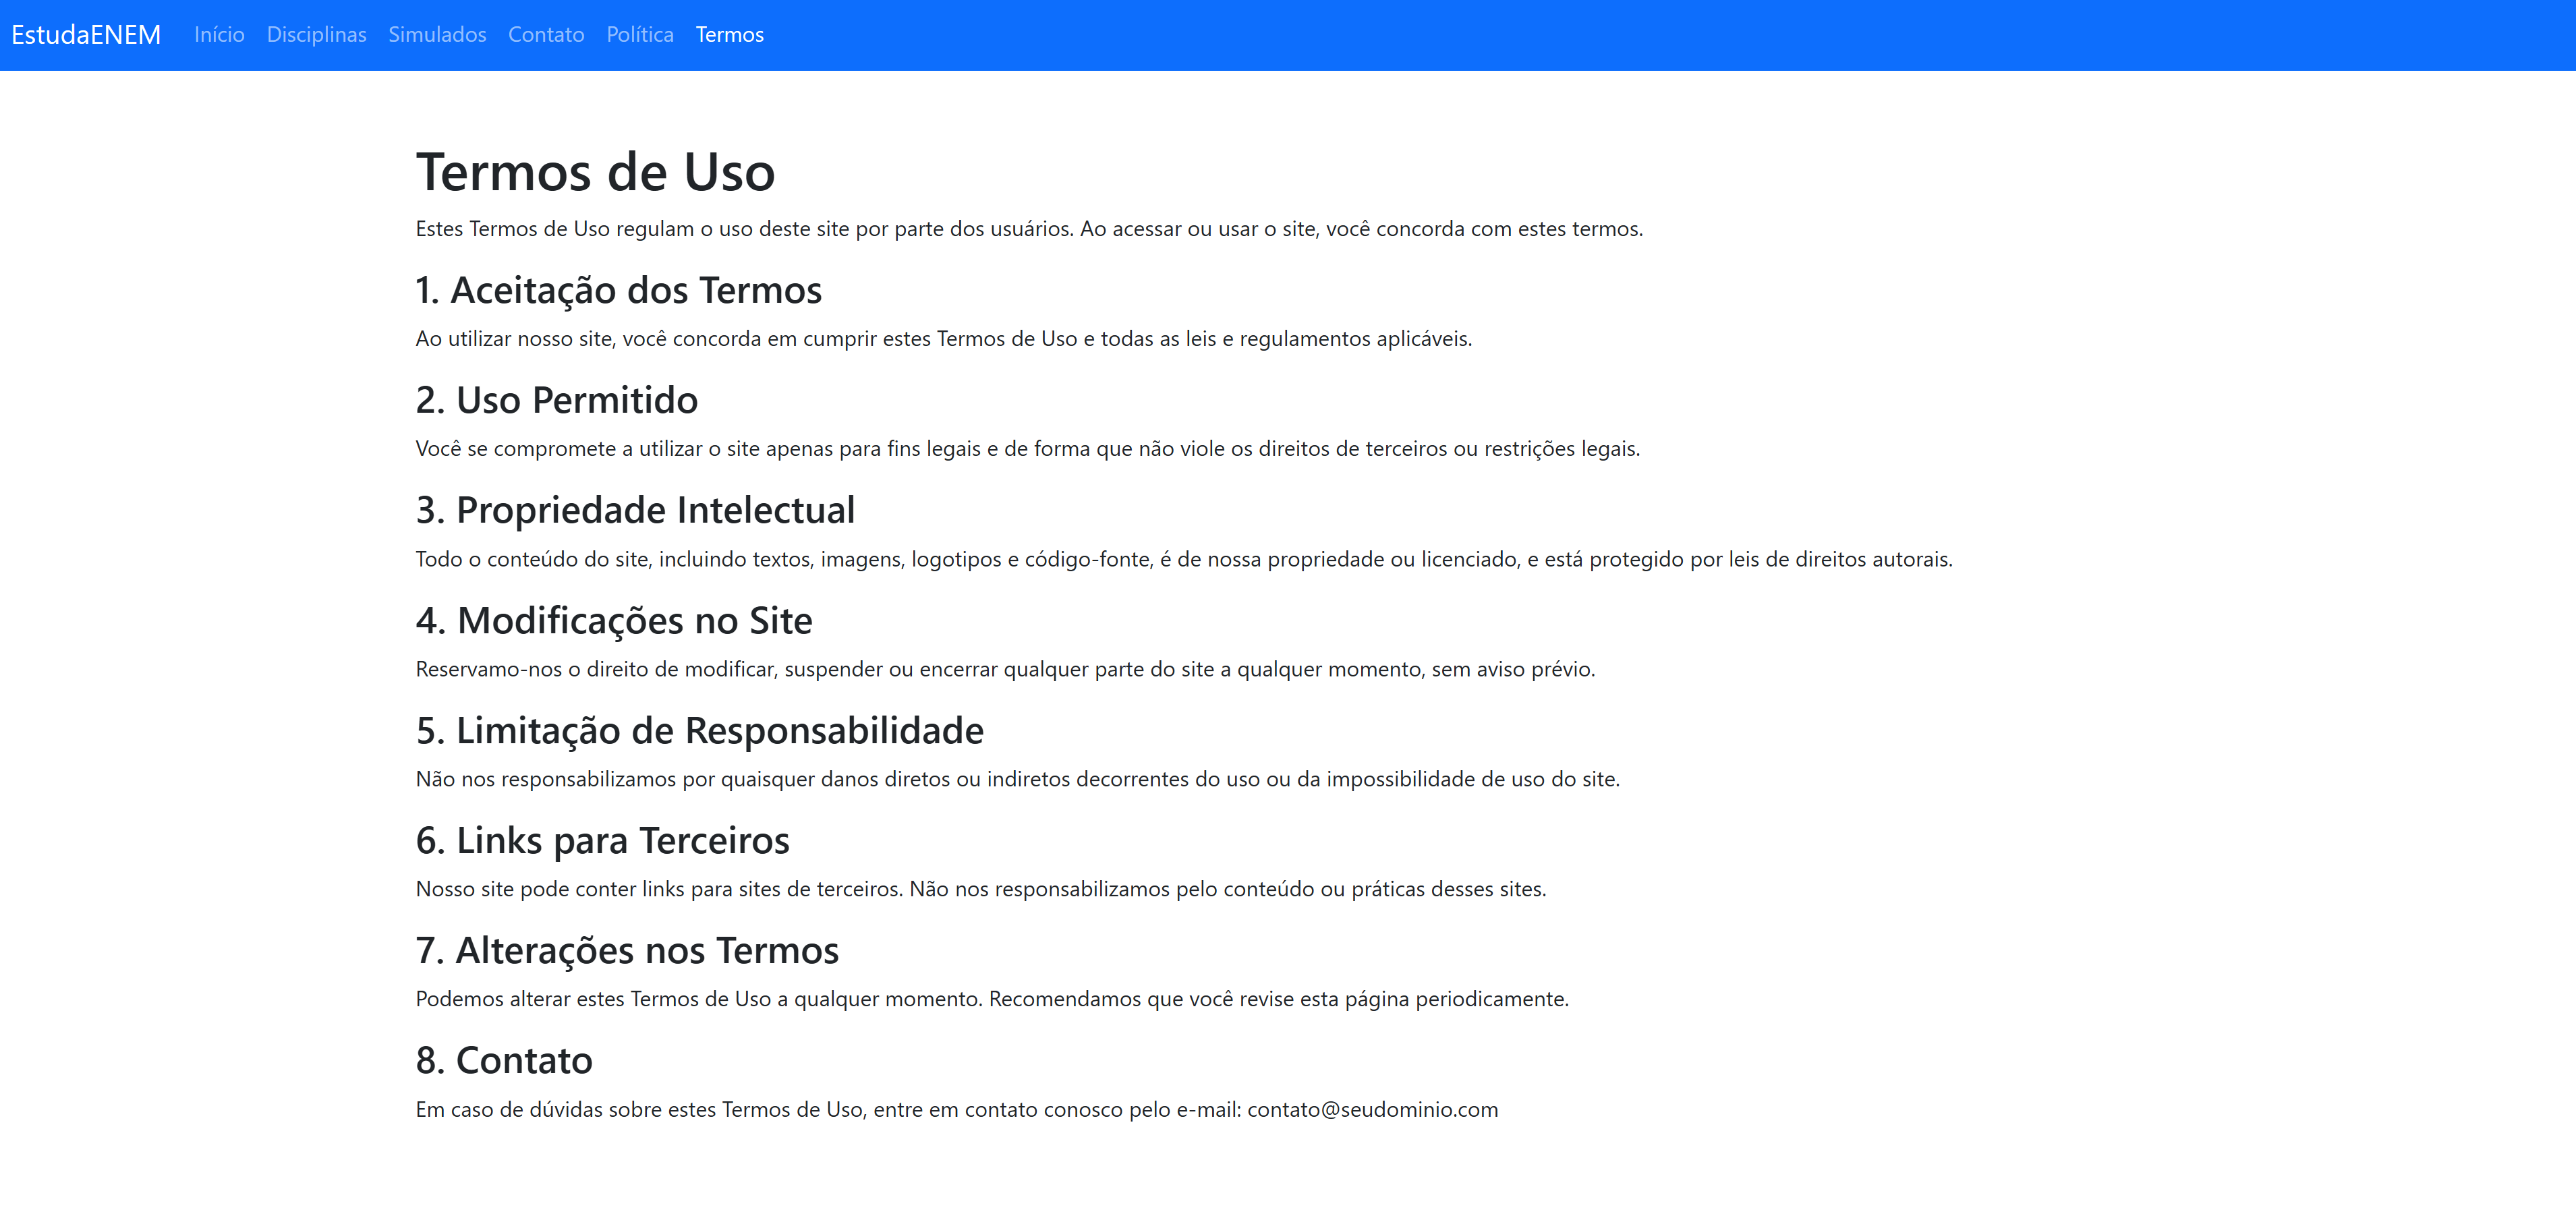 EstudaENEM Início Disciplinas Simulados Contato Política Termos
Termos de Uso
Estes Termos de Uso regulam o uso deste site por parte dos usuários. Ao acessar ou usar o site, você concorda com estes termos.
1. Aceitação dos Termos
Ao utilizar nosso site, você concorda em cumprir estes Termos de Uso e todas as leis e regulamentos aplicáveis.
2. Uso Permitido
Você se compromete a utilizar o site apenas para fins legais e de forma que não viole os direitos de terceiros ou restrições legais.
3. Propriedade Intelectual
Todo o conteúdo do site, incluindo textos, imagens, logotipos e código-fonte, é de nossa propriedade ou licenciado, e está protegido por leis de direitos autorais.
4. Modificações no Site
Reservamo-nos o direito de modificar, suspender ou encerrar qualquer parte do site a qualquer momento, sem aviso prévio.
5. Limitação de Responsabilidade
Não nos responsabilizamos por quaisquer danos diretos ou indiretos decorrentes do uso ou da impossibilidade de uso do site.
6. Links para Terceiros
Nosso site pode conter links para sites de terceiros. Não nos responsabilizamos pelo conteúdo ou práticas desses sites.
7. Alterações nos Termos
Podemos alterar estes Termos de Uso a qualquer momento. Recomendamos que você revise esta página periodicamente.
8. Contato
Em caso de dúvidas sobre estes Termos de Uso, entre em contato conosco pelo e-mail: contato@seudominio.com